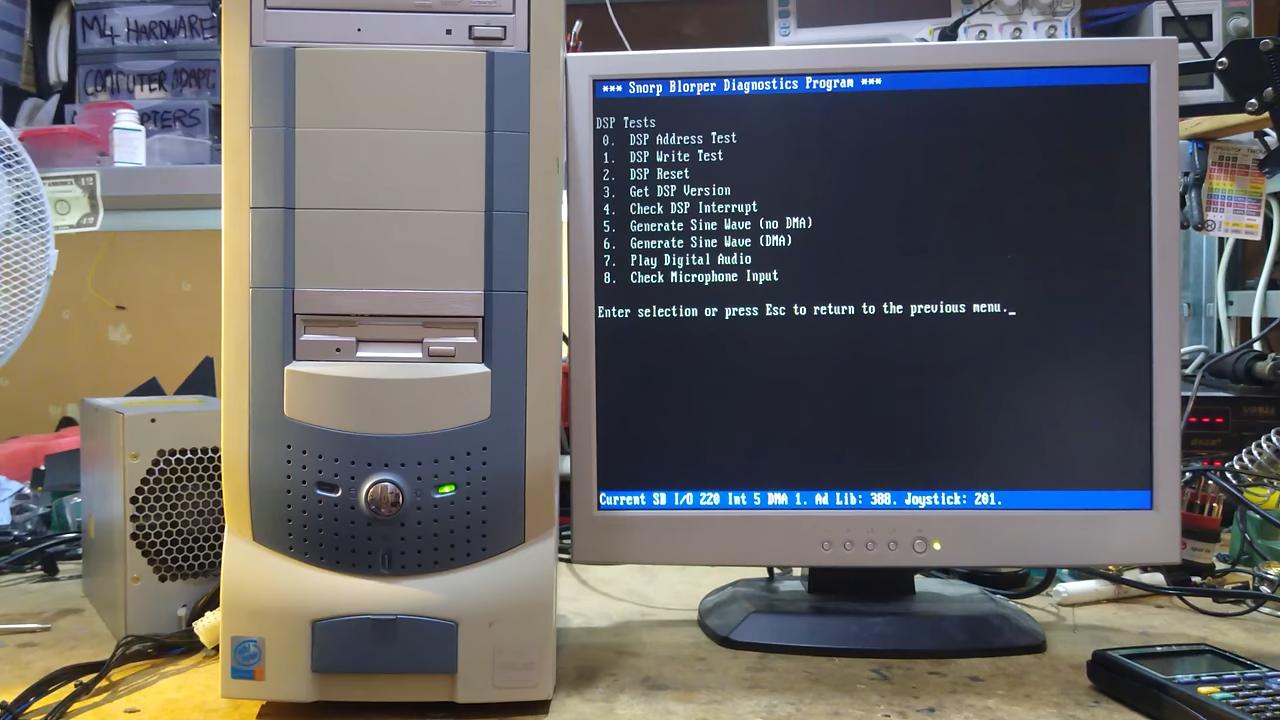 M4 HARDWARE
COMPUTER ADAPT.
*** Snorp Blorper Diagnostics Program ***
DSP Tests
0. DSP Address Test
1. DSP Write Test
2. DSP Reset
3. Get DSP Version
4. Check DSP Interrupt
5. Generate Sine Wave (no DMA)
6. Generate Sine Wave (DMA)
7. Play Digital Audio
8. Check Microphone Input
Enter selection or press Esc to return to the previous menu._
Current SB I/O 220 Int 5 DMA 1. Ad Lib: 388. Joystick: 201.